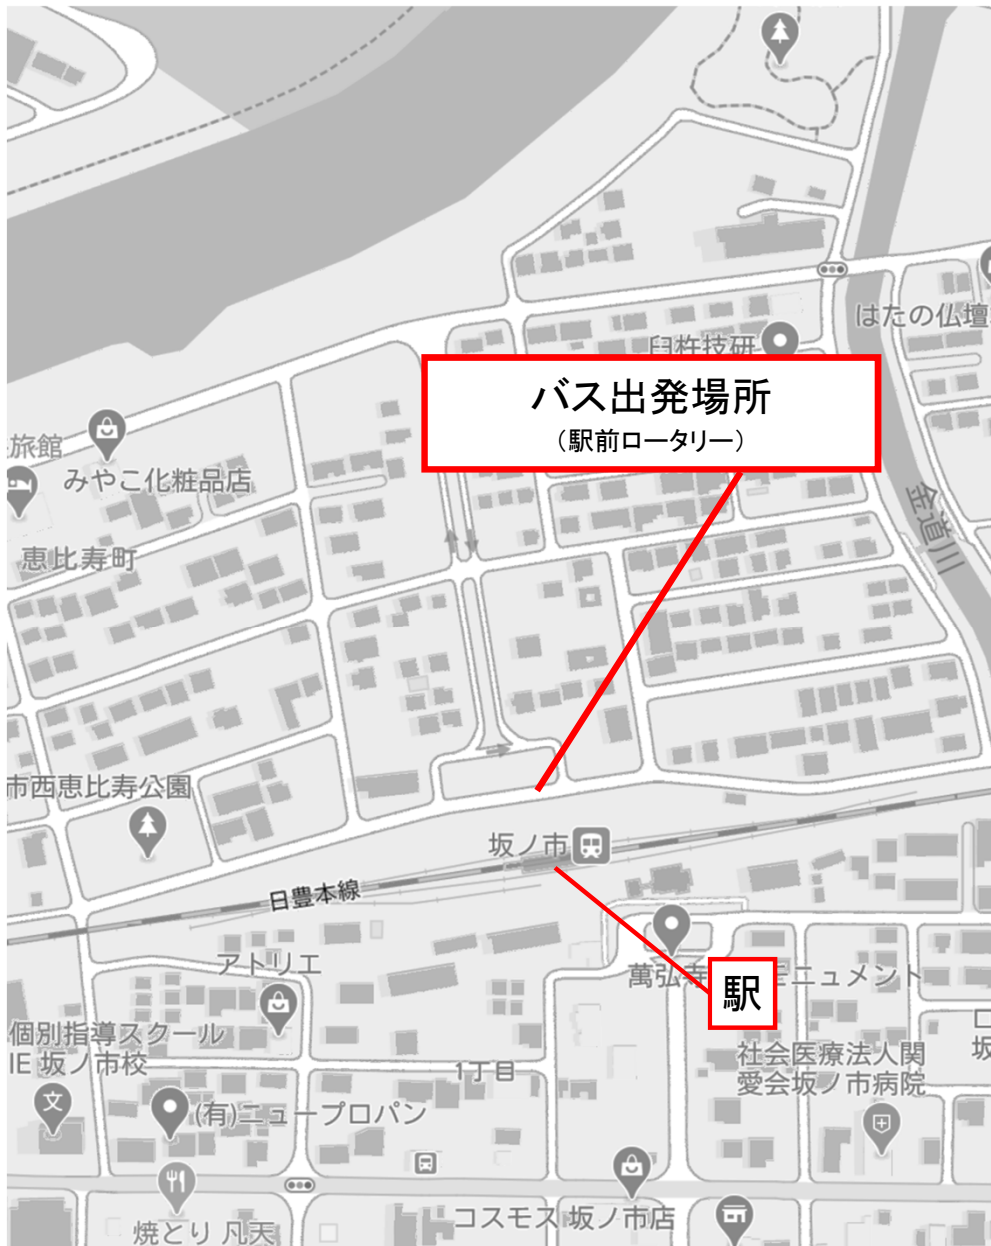 臼杵技研
はたの仏壇
バス出発場所
（駅前ロータリー）
旅館
みやこ化粧品店
恵比寿町
金道川
市西恵比寿公園
坂ノ市
日豊本線
アトリエ
萬弘寺
モニュメント
駅
個別指導スクール
IE 坂ノ市校
社会医療法人関
愛会坂ノ市病院
坂
1丁目
(有)ニュープロパン
コスモス 坂ノ市店
焼とり 凡天